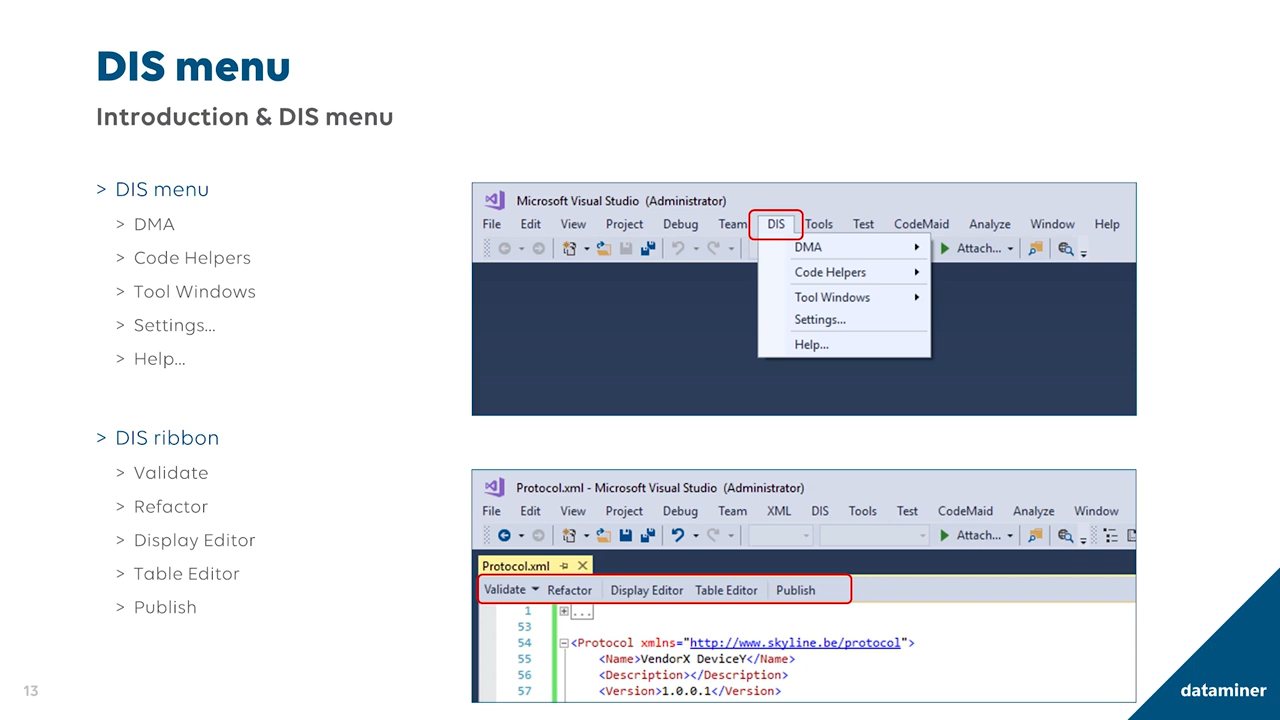 DIS menu
Introduction & DIS menu
> DIS menu
> DMA
> Code Helpers
> Tool Windows
> Settings...
> Help...
> DIS ribbon
> Validate
> Refactor
> Display Editor
> Table Editor
> Publish
Microsoft Visual Studio (Administrator)
File Edit View Project Debug Team DIS Tools Test CodeMaid Analyze Window Help
Attach...
DMA
Code Helpers
Tool Windows
Settings...
Help...
Protocol.xml - Microsoft Visual Studio (Administrator)
File Edit View Project Debug Team XML DIS Tools Test CodeMaid Analyze Window
Attach...
Protocol.xml
Validate Refactor Display Editor Table Editor Publish
1 ...
53
54 <Protocol xmlns="http://www.skyline.be/protocol">
55 <Name>VendorX DeviceY</Name>
56 <Description></Description>
57 <Version>1.0.0.1</Version>
13
dataminer